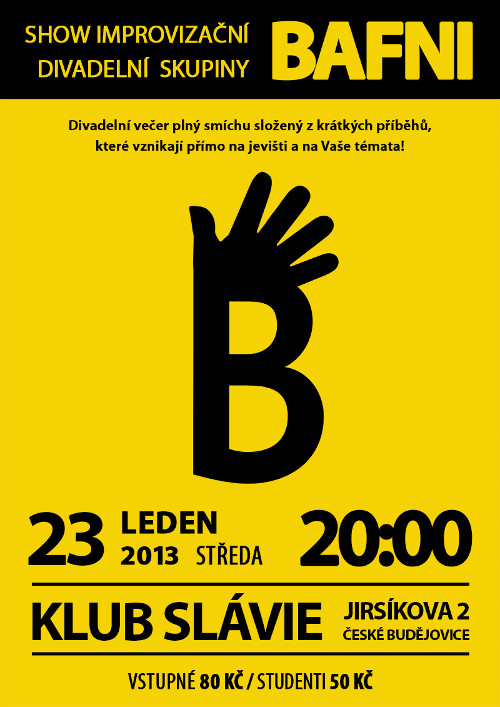 SHOW IMPROVIZAČNÍ
DIVADELNÍ SKUPINY
BAFNI
Divadelní večer plný smíchu složený z krátkých příběhů,
které vznikají přímo na jevišti a na Vaše témata!
B
23 LEDEN
2013 STŘEDA
20:00
KLUB SLÁVIE
JIRSÍKOVA 2
ČESKÉ BUDĚJOVICE
VSTUPNÉ 80 KČ / STUDENTI 50 KČ